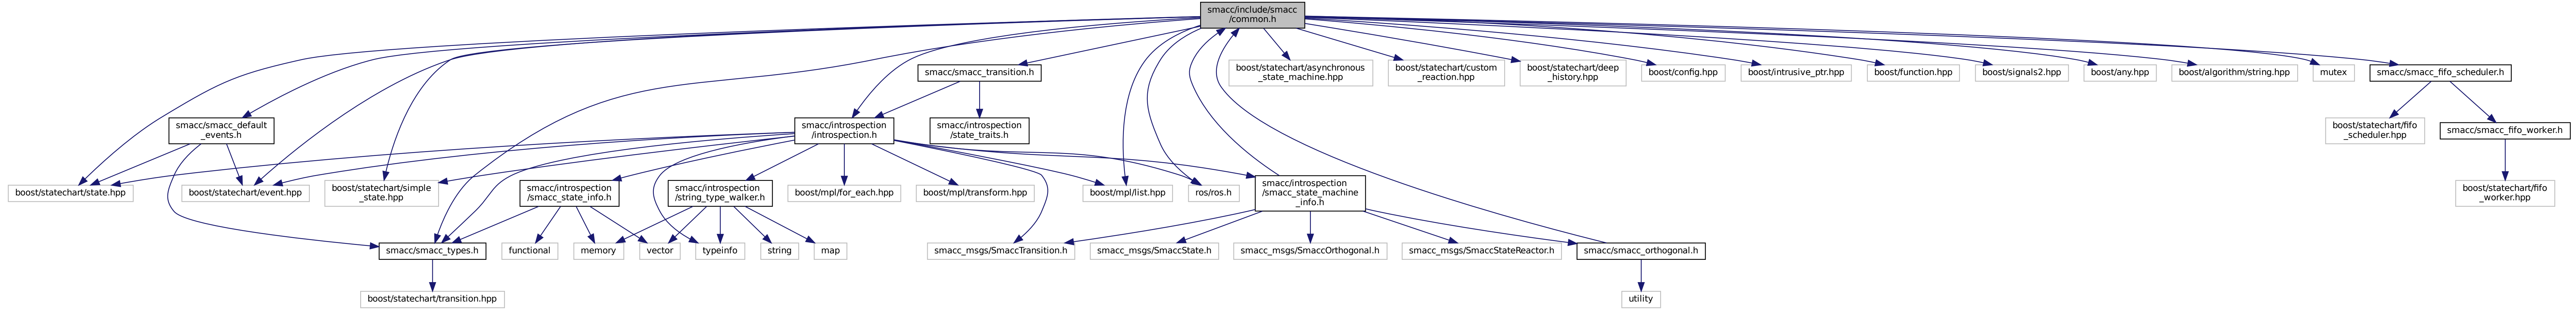 smacc/include/smacc
/common.h
smacc/smacc_transition.h
boost/statechart/asynchronous
_state_machine.hpp
boost/statechart/custom
_reaction.hpp
boost/statechart/deep
_history.hpp
boost/config.hpp
boost/intrusive_ptr.hpp
boost/function.hpp
boost/signals2.hpp
boost/any.hpp
boost/algorithm/string.hpp
mutex
smacc/smacc_fifo_scheduler.h
smacc/smacc_default
_events.h
smacc/introspection
/introspection.h
smacc/introspection
/state_traits.h
boost/statechart/fifo
_scheduler.hpp
smacc/smacc_fifo_worker.h
boost/statechart/state.hpp
boost/statechart/event.hpp
boost/statechart/simple
_state.hpp
smacc/introspection
/smacc_state_info.h
smacc/introspection
/string_type_walker.h
boost/mpl/for_each.hpp
boost/mpl/transform.hpp
boost/mpl/list.hpp
ros/ros.h
smacc/introspection
/smacc_state_machine
_info.h
boost/statechart/fifo
_worker.hpp
smacc/smacc_types.h
functional
memory
vector
typeinfo
string
map
smacc_msgs/SmaccTransition.h
smacc_msgs/SmaccState.h
smacc_msgs/SmaccOrthogonal.h
smacc_msgs/SmaccStateReactor.h
smacc/smacc_orthogonal.h
boost/statechart/transition.hpp
utility